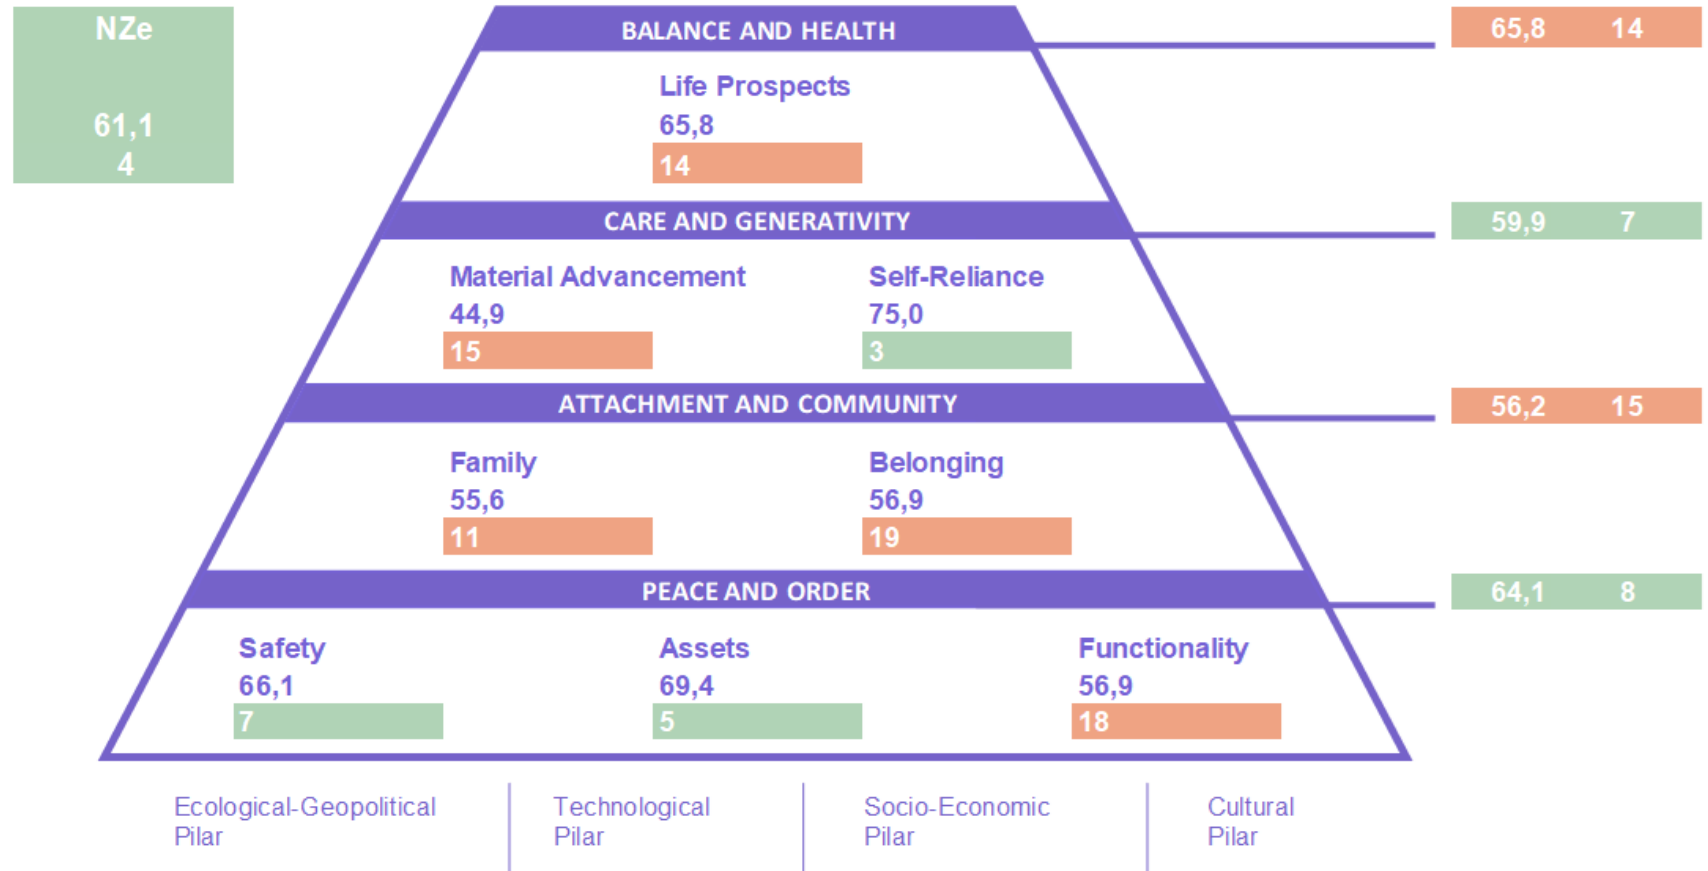 NZe
61,1
4
BALANCE AND HEALTH
65,8 14
Life Prospects
65,8
14
CARE AND GENERATIVITY
59,9 7
Material Advancement
44,9
15
Self-Reliance
75,0
3
ATTACHMENT AND COMMUNITY
56,2 15
Family
55,6
11
Belonging
56,9
19
PEACE AND ORDER
64,1 8
Safety
66,1
7
Assets
69,4
5
Functionality
56,9
18
Ecological-Geopolitical
Pilar
Technological
Pilar
Socio-Economic
Pilar
Cultural
Pilar